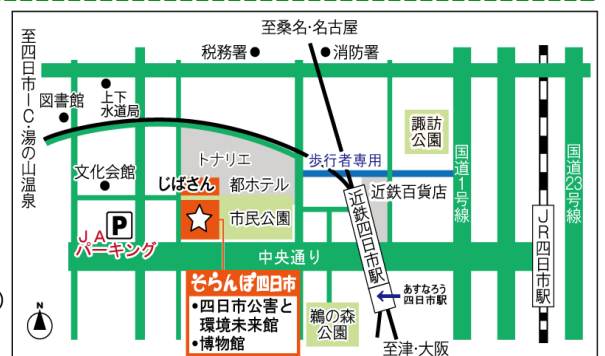 至桑名・名古屋
税務署
消防署
至四日市IC・湯の山温泉
図書館
上下
水道局
諏訪
公園
トナリエ
歩行者専用
国道1号線
国道23号線
文化会館
じばさん
都ホテル
近鉄百貨店
P
JA
パーキング
市民公園
近鉄四日市駅
JR四日市駅
中央通り
そらんぽ四日市
•四日市公害と
環境未来館
•博物館
鵜の森
公園
あすなろう
四日市駅
N
至津・大阪